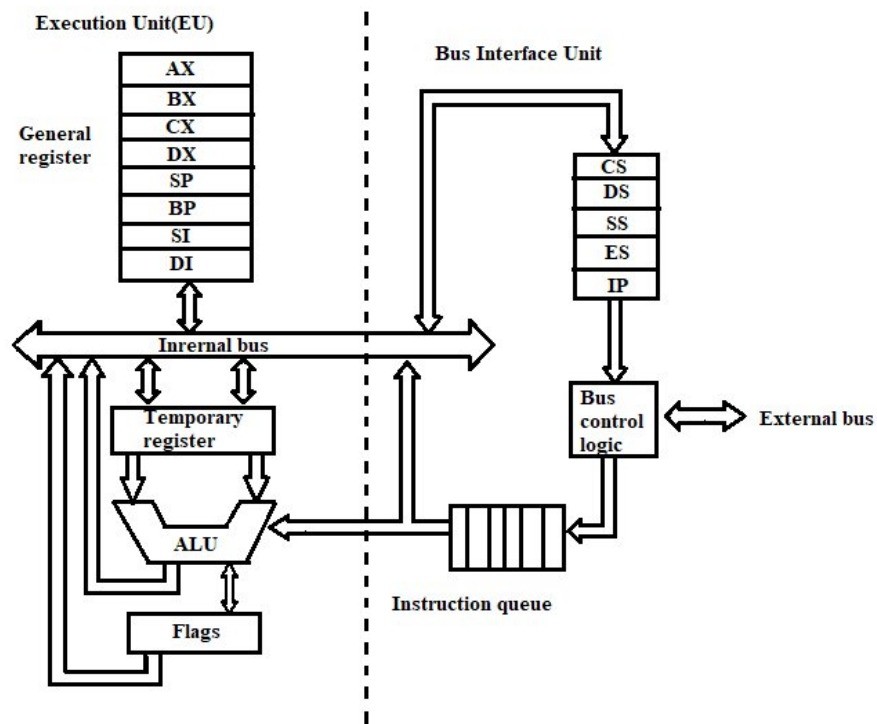 Execution Unit(EU)
Bus Interface Unit
General
register
AX
BX
CX
DX
SP
BP
SI
DI
CS
DS
SS
ES
IP
Inrernal bus
Temporary
register
Bus
control
logic
External bus
ALU
Instruction queue
Flags